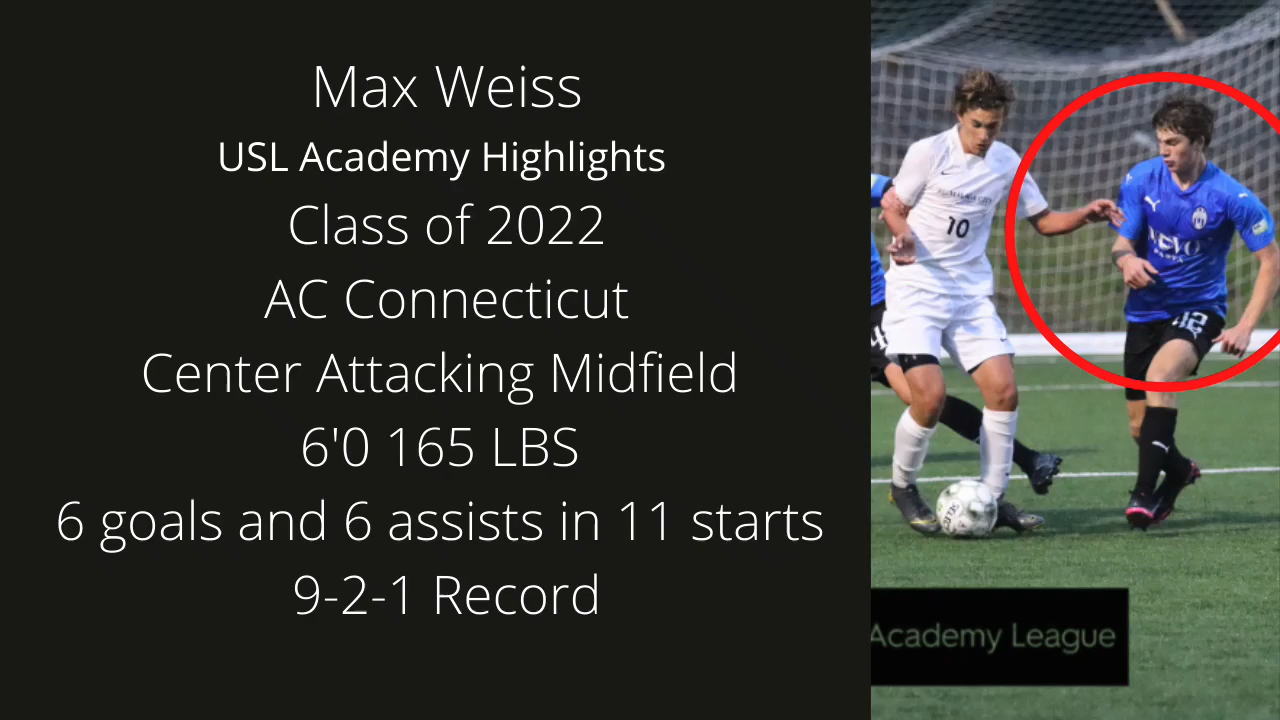 Max Weiss
USL Academy Highlights
Class of 2022
AC Connecticut
Center Attacking Midfield
6'0 165 LBS
6 goals and 6 assists in 11 starts
9-2-1 Record
10
12
Academy League